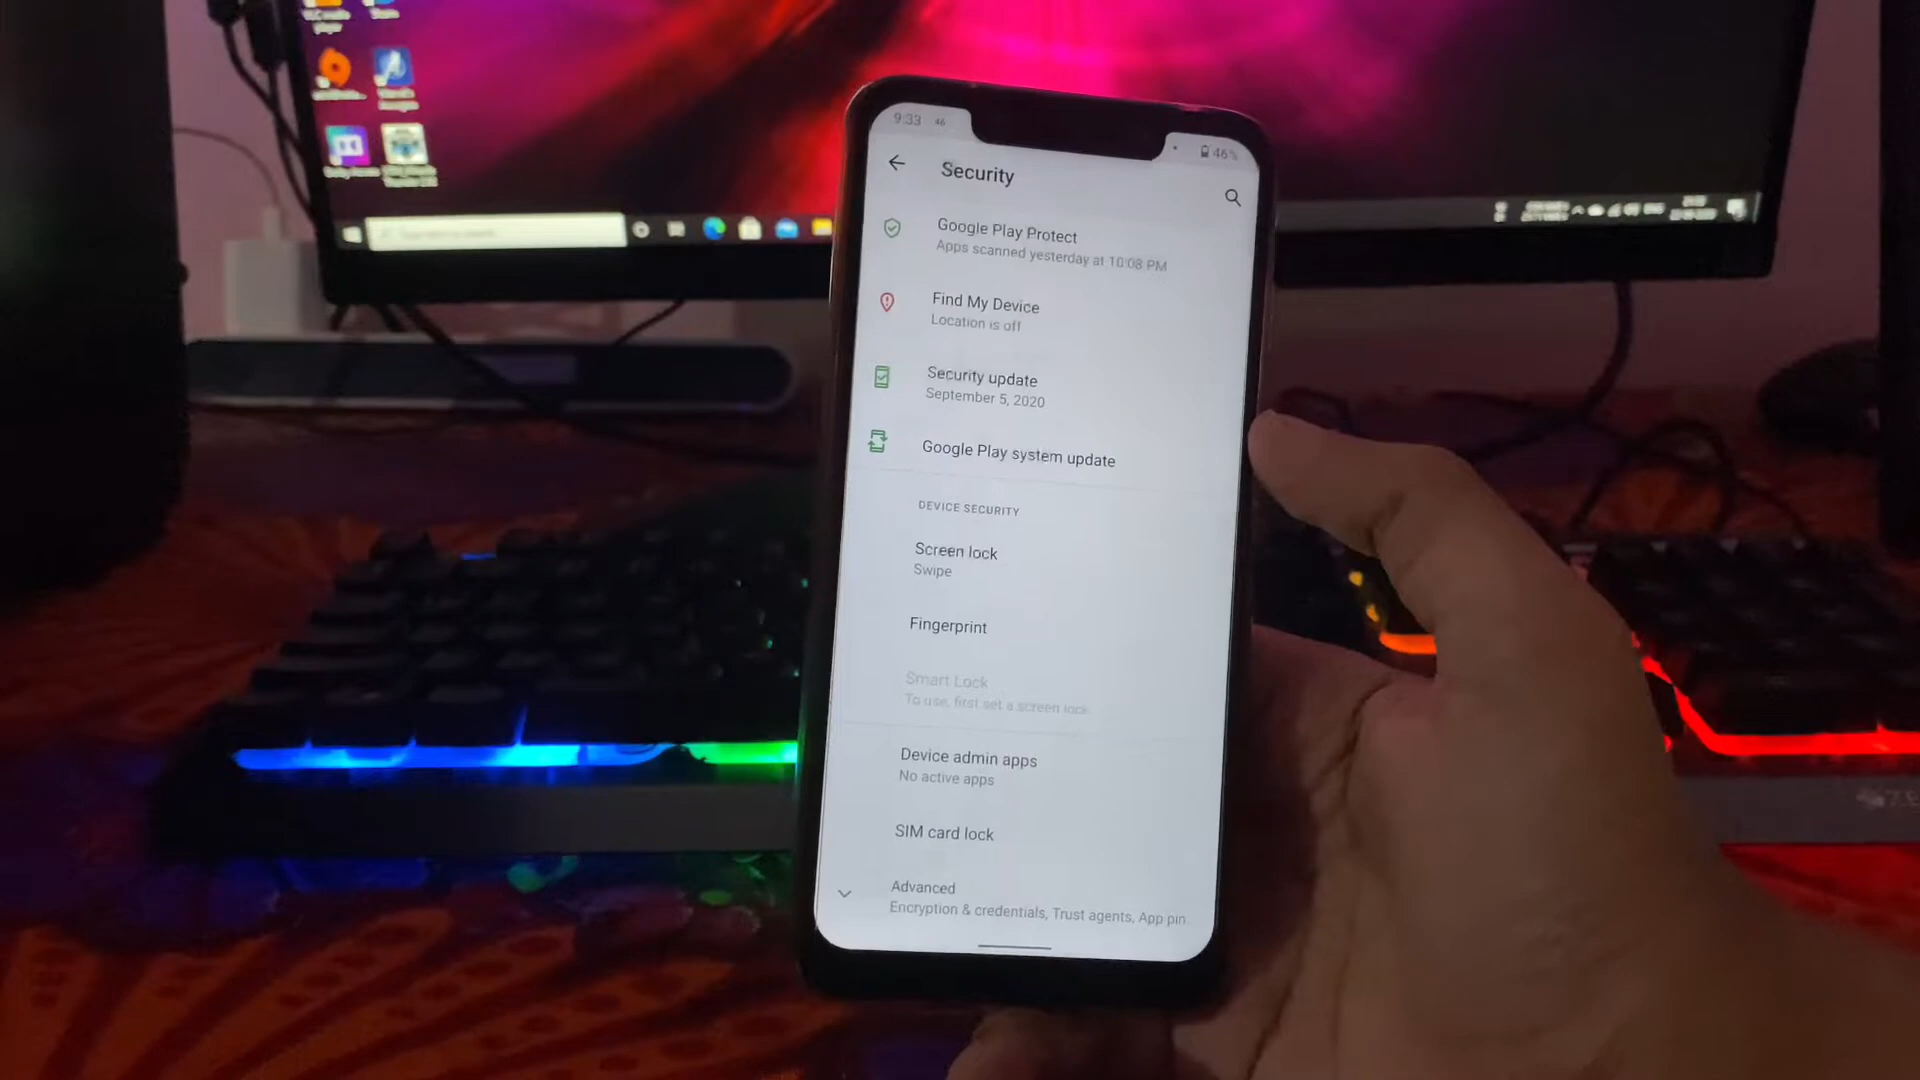 9:33 46
46%
Security
Google Play Protect
Apps scanned yesterday at 10:08 PM
Find My Device
Location is off
Security update
September 5, 2020
Google Play system update
DEVICE SECURITY
Screen lock
Swipe
Fingerprint
Smart Lock
To use, first set a screen lock
Device admin apps
No active apps
SIM card lock
Advanced
Encryption & credentials, Trust agents, App pin